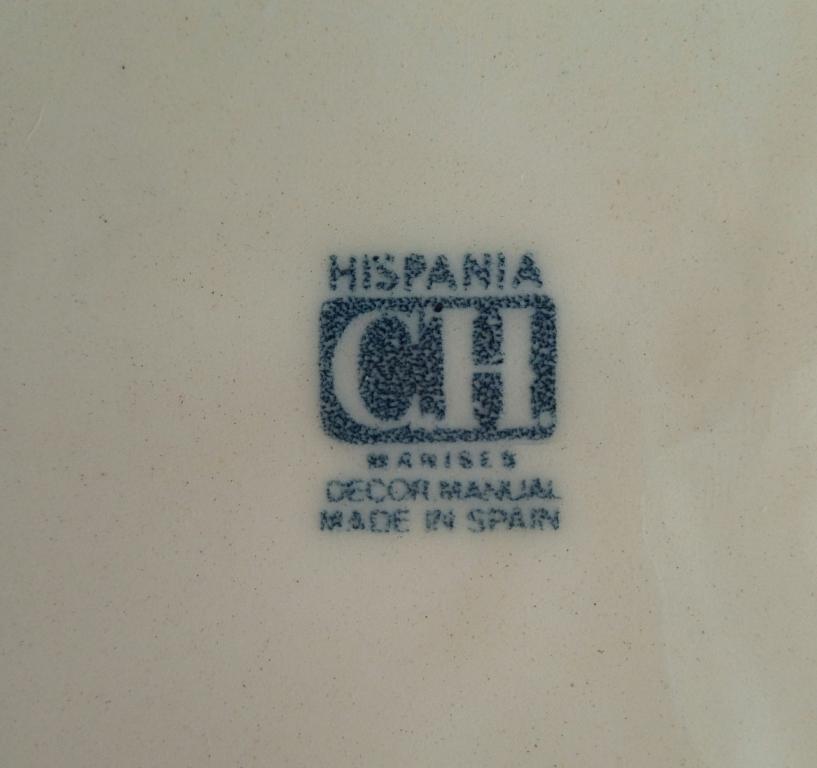 HISPANIA
CH
MANISES
DECOR.MANUAL
MADE IN SPAIN